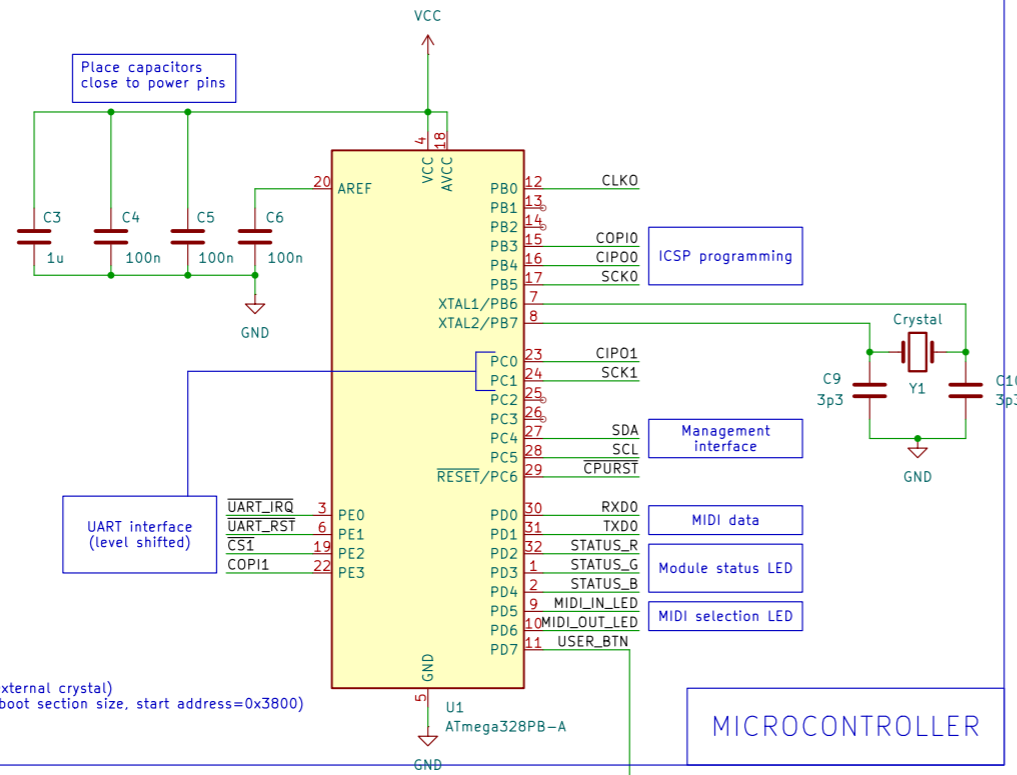 VCC
Place capacitors
close to power pins
4
18
VCC
AVCC
20
AREF
C3
1u
C4
100n
C5
100n
C6
100n
GND
PB0
12
CLKO
PB1
13
PB2
14
PB3
15
COPI0
PB4
16
CIPO0
PB5
17
SCK0
ICSP programming
XTAL1/PB6
7
XTAL2/PB7
8
Crystal
Y1
C9
3p3
C10
3p3
GND
PC0
23
CIPO1
PC1
24
SCK1
PC2
25
PC3
26
PC4
27
SDA
PC5
28
SCL
RESET/PC6
29
CPURST
Management
interface
UART interface
(level shifted)
UART_IRQ
3
PE0
UART_RST
6
PE1
CS1
19
PE2
COPI1
22
PE3
PD0
30
RXD0
PD1
31
TXD0
MIDI data
PD2
32
STATUS_R
PD3
1
STATUS_G
PD4
2
STATUS_B
Module status LED
PD5
9
MIDI_IN_LED
PD6
10
MIDI_OUT_LED
MIDI selection LED
PD7
11
USER_BTN
GND
5
U1
ATmega328PB-A
GND
xternal crystal)
boot section size, start address=0x3800)
MICROCONTROLLER